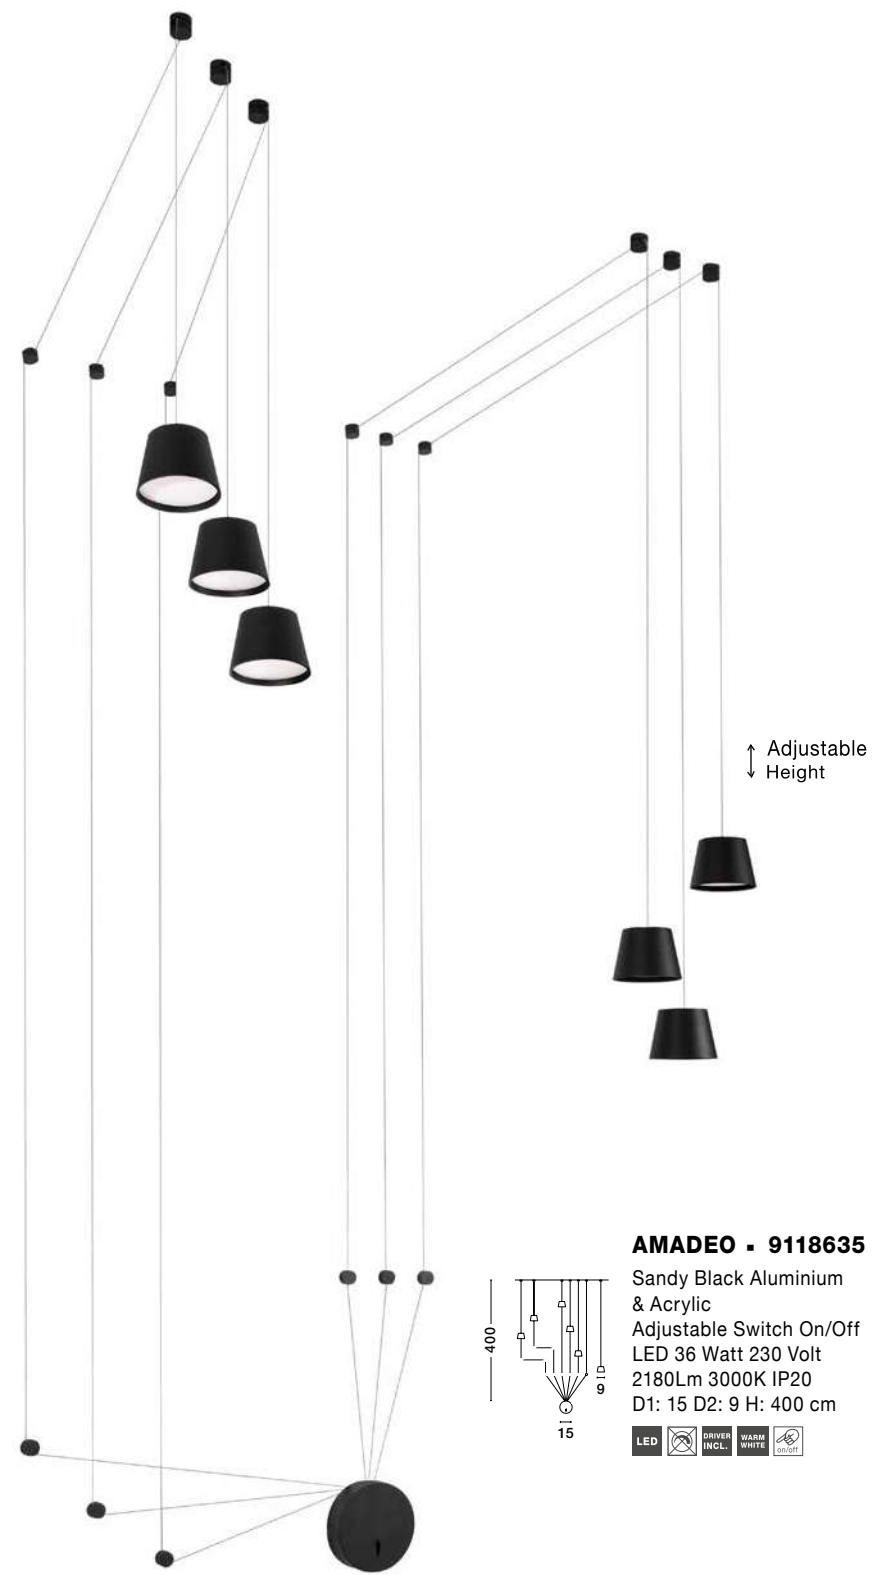 Adjustable
Height
AMADEO ▪ 9118635
Sandy Black Aluminium
& Acrylic
Adjustable Switch On/Off
LED 36 Watt 230 Volt
2180Lm 3000K IP20
D1: 15 D2: 9 H: 400 cm
400
9
15
LED
DRIVER
INCL.
WARM
WHITE
on/off